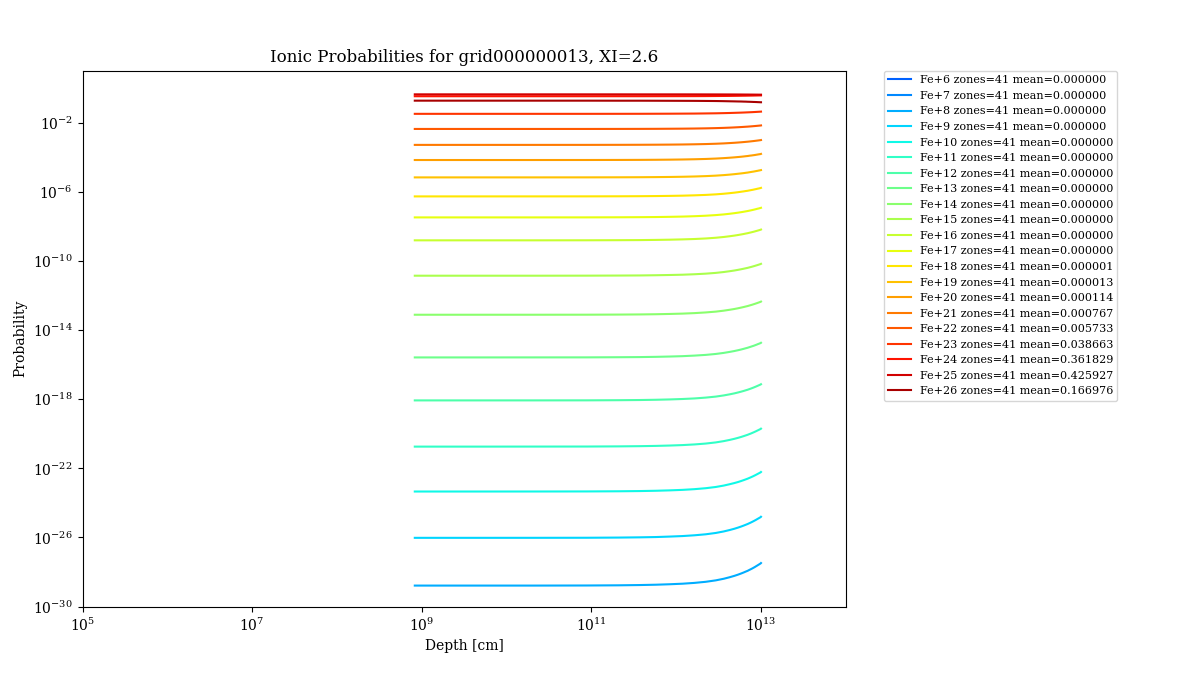 Ionic Probabilities for grid000000013, XI=2.6
Probability
10^-2
10^-6
10^-10
10^-14
10^-18
10^-22
10^-26
10^-30
10^5
10^7
10^9
10^11
10^13
Depth [cm]
Fe+6 zones=41 mean=0.000000
Fe+7 zones=41 mean=0.000000
Fe+8 zones=41 mean=0.000000
Fe+9 zones=41 mean=0.000000
Fe+10 zones=41 mean=0.000000
Fe+11 zones=41 mean=0.000000
Fe+12 zones=41 mean=0.000000
Fe+13 zones=41 mean=0.000000
Fe+14 zones=41 mean=0.000000
Fe+15 zones=41 mean=0.000000
Fe+16 zones=41 mean=0.000000
Fe+17 zones=41 mean=0.000000
Fe+18 zones=41 mean=0.000001
Fe+19 zones=41 mean=0.000013
Fe+20 zones=41 mean=0.000114
Fe+21 zones=41 mean=0.000767
Fe+22 zones=41 mean=0.005733
Fe+23 zones=41 mean=0.038663
Fe+24 zones=41 mean=0.361829
Fe+25 zones=41 mean=0.425927
Fe+26 zones=41 mean=0.166976